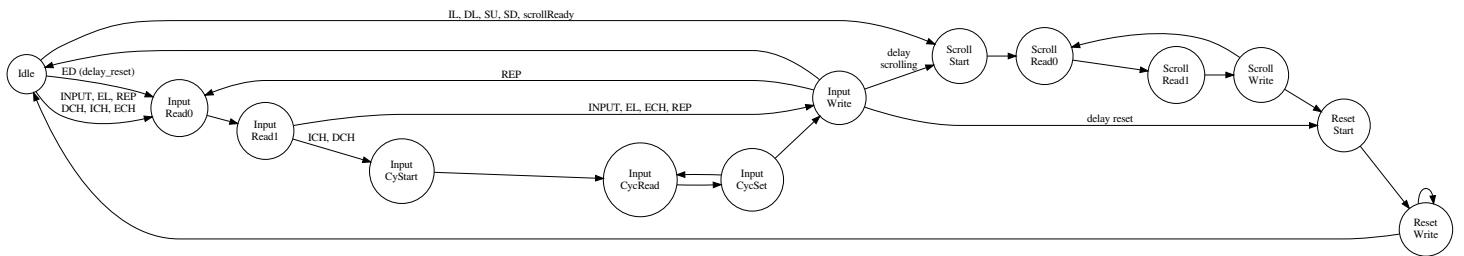 IL, DL, SU, SD, scrollReady
Idle
ED (delay_reset)
INPUT, EL, REP
DCH, ICH, ECH
Input
Read0
Input
Read1
REP
INPUT, EL, ECH, REP
ICH, DCH
Input
CyStart
Input
CycRead
Input
CycSet
Input
Write
delay
scrolling
delay reset
Scroll
Start
Scroll
Read0
Scroll
Read1
Scroll
Write
Reset
Start
Reset
Write